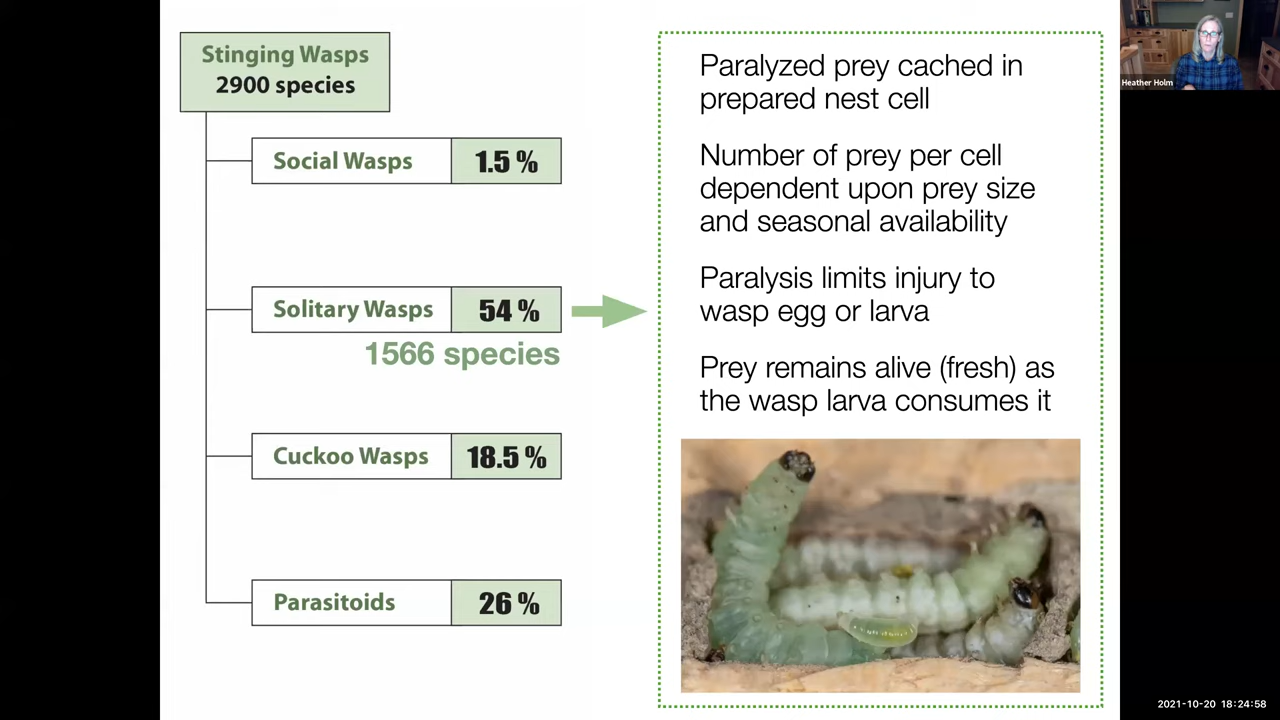 Stinging Wasps
2900 species
Social Wasps 1.5 %
Solitary Wasps 54 %
1566 species
Cuckoo Wasps 18.5 %
Parasitoids 26 %
Paralyzed prey cached in
prepared nest cell
Number of prey per cell
dependent upon prey size
and seasonal availability
Paralysis limits injury to
wasp egg or larva
Prey remains alive (fresh) as
the wasp larva consumes it
Heather Holm
2021-10-20 18:24:58